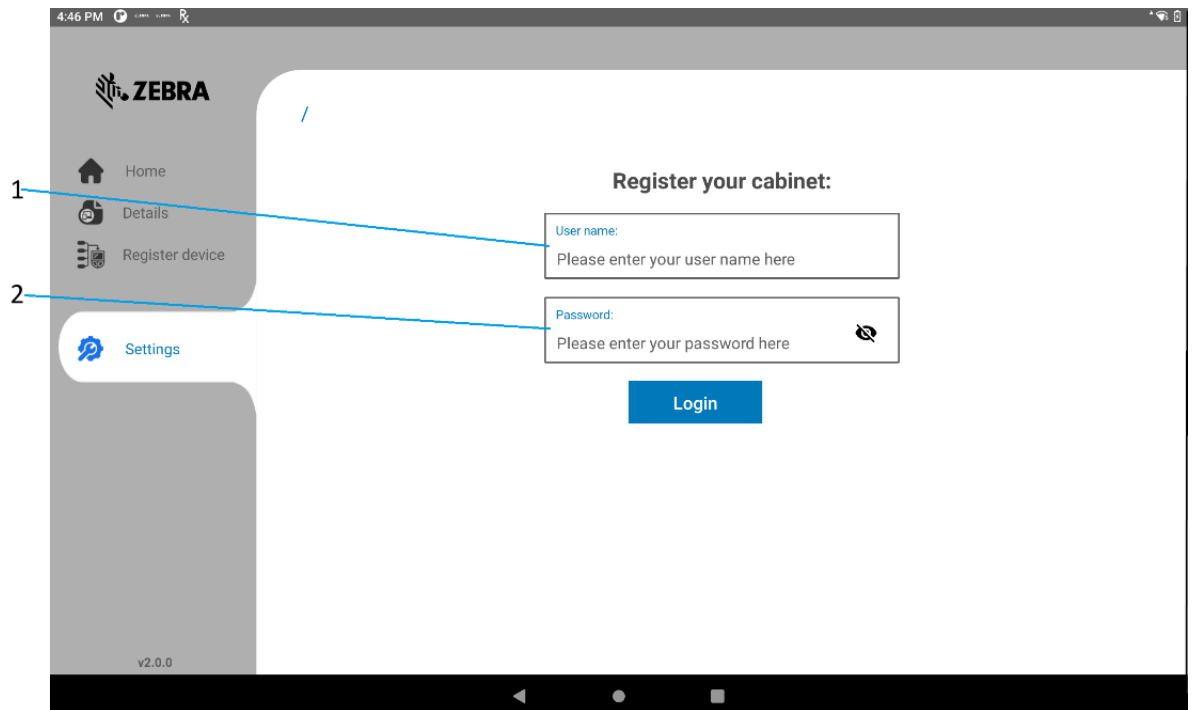 4:46 PM
ZEBRA
/
Home
Details
Register device
Settings
v2.0.0
Register your cabinet:
1
User name:
Please enter your user name here
2
Password:
Please enter your password here
Login